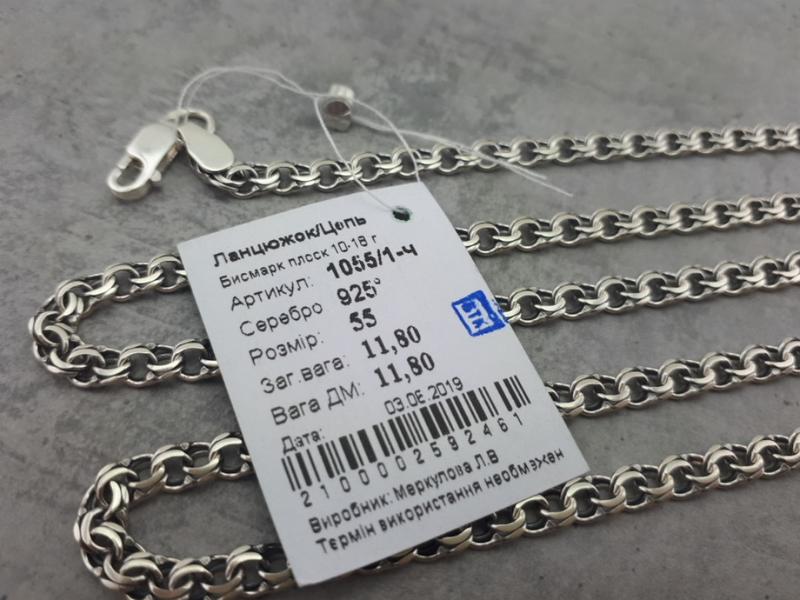 Ланцюжок/Цепь
Бисмарк плоск 10-18 г
Артикул: 1055/1-ч
Серебро 925°
Розмір: 55
Заг.вага: 11,80
Вага ДМ: 11,80
Дата: 03.08.2019
2100002592461
Виробник: Меркулова Л.В
Термін використання необмежен